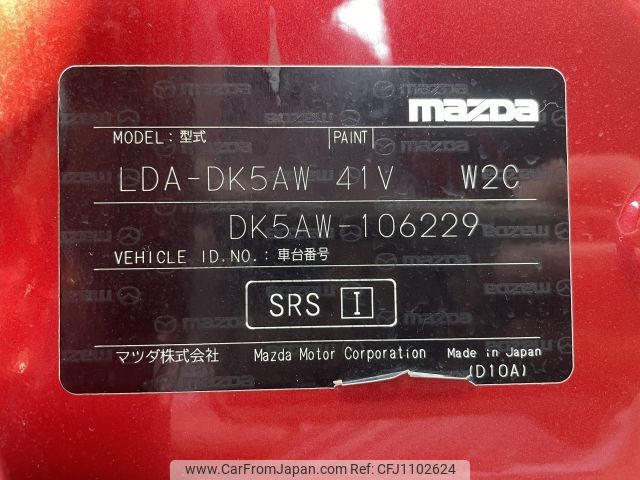 mazda
MODEL: 型式 PAINT
LDA-DK5AW 41V W2C
DK5AW-106229
VEHICLE ID.NO.: 車台番号
SRS I
マツダ株式会社 Mazda Motor Corporation Made in Japan
(D10A)
© CarFromJapan.com - Ref No. CFJ1102624